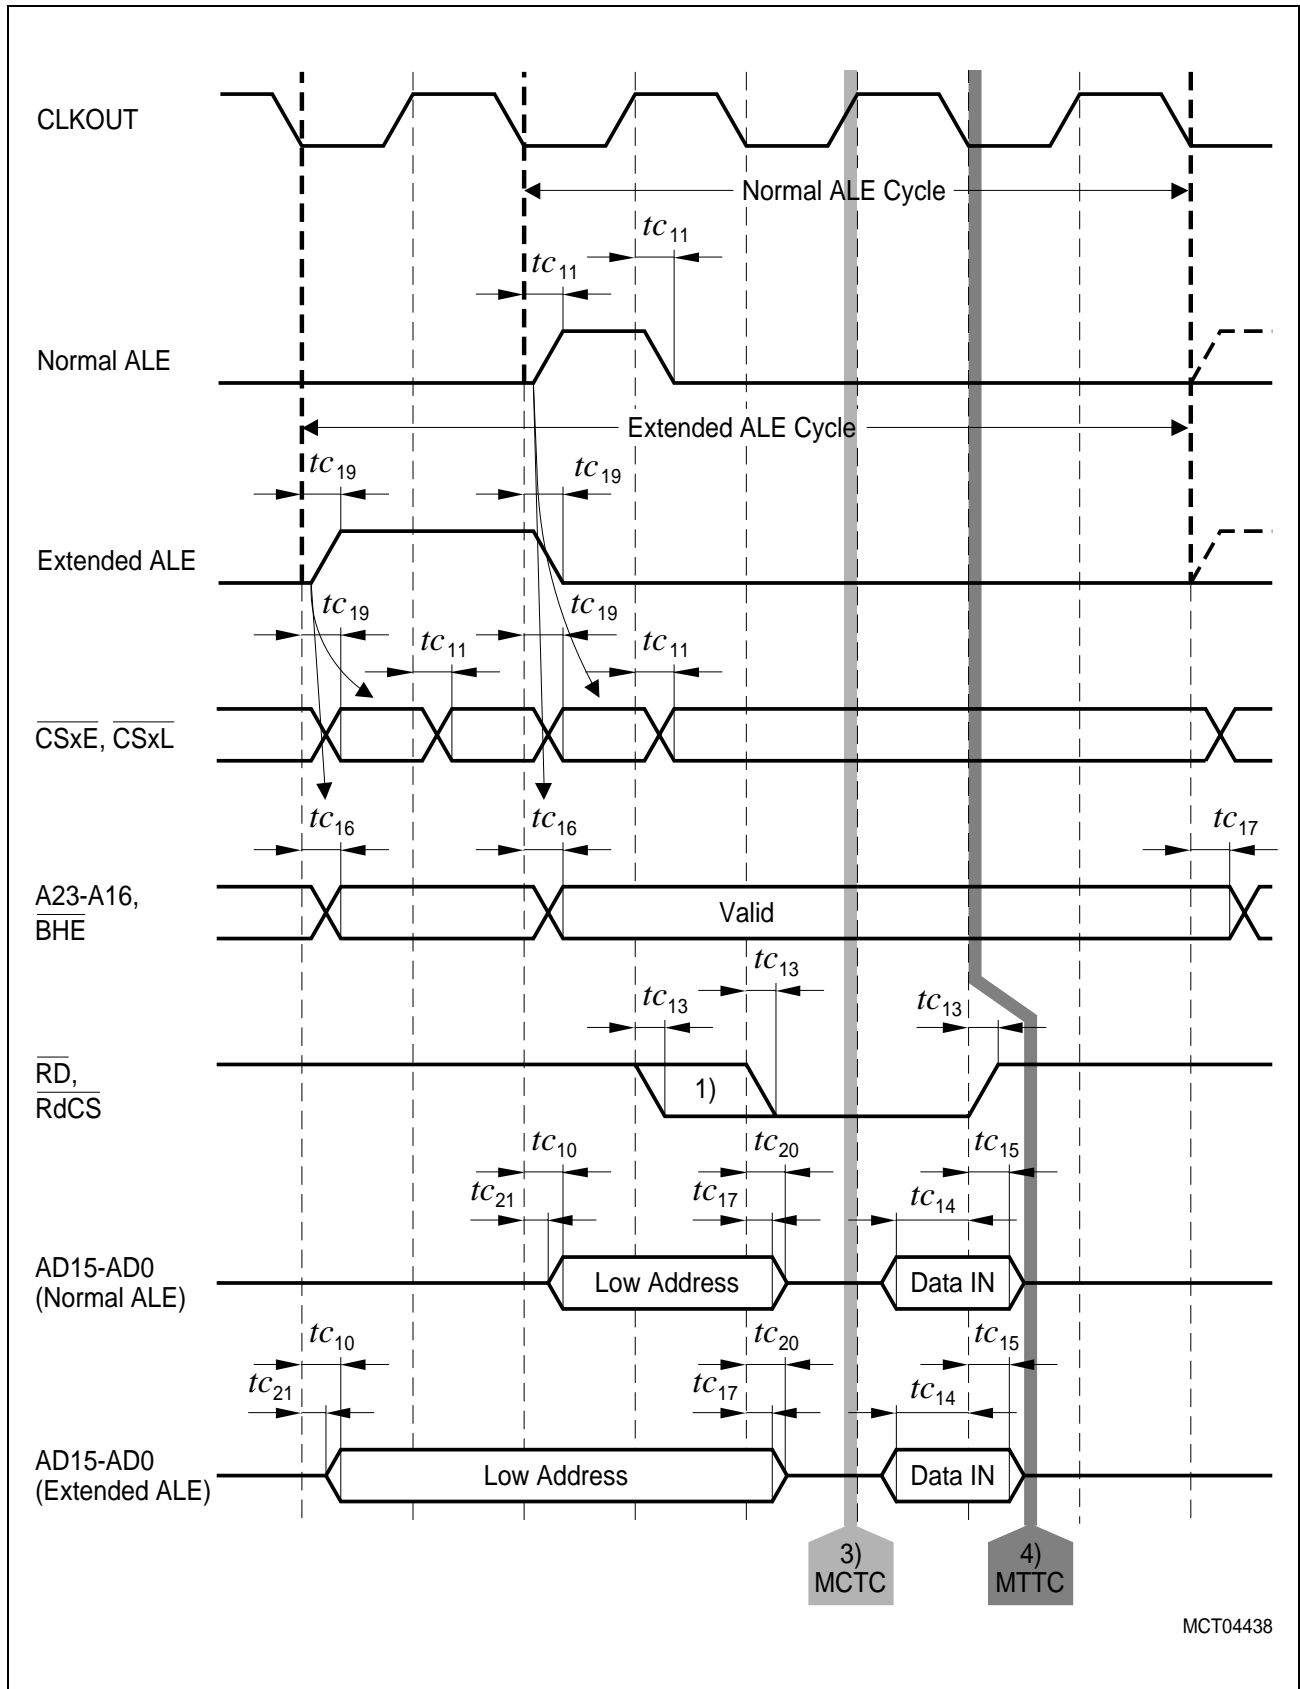 CLKOUT
Normal ALE Cycle
tc11
tc11
Normal ALE
Extended ALE Cycle
tc19
tc19
Extended ALE
tc19
tc19
tc11
tc11
CSxE, CSxL
tc16
tc16
tc17
A23-A16,
BHE
Valid
tc13
tc13
tc13
RD,
RdCS
1)
tc10
tc20
tc15
tc21
tc17
tc14
AD15-AD0
(Normal ALE)
Low Address
Data IN
tc10
tc20
tc15
tc21
tc17
tc14
AD15-AD0
(Extended ALE)
Low Address
Data IN
3)
MCTC
4)
MTTC
MCT04438